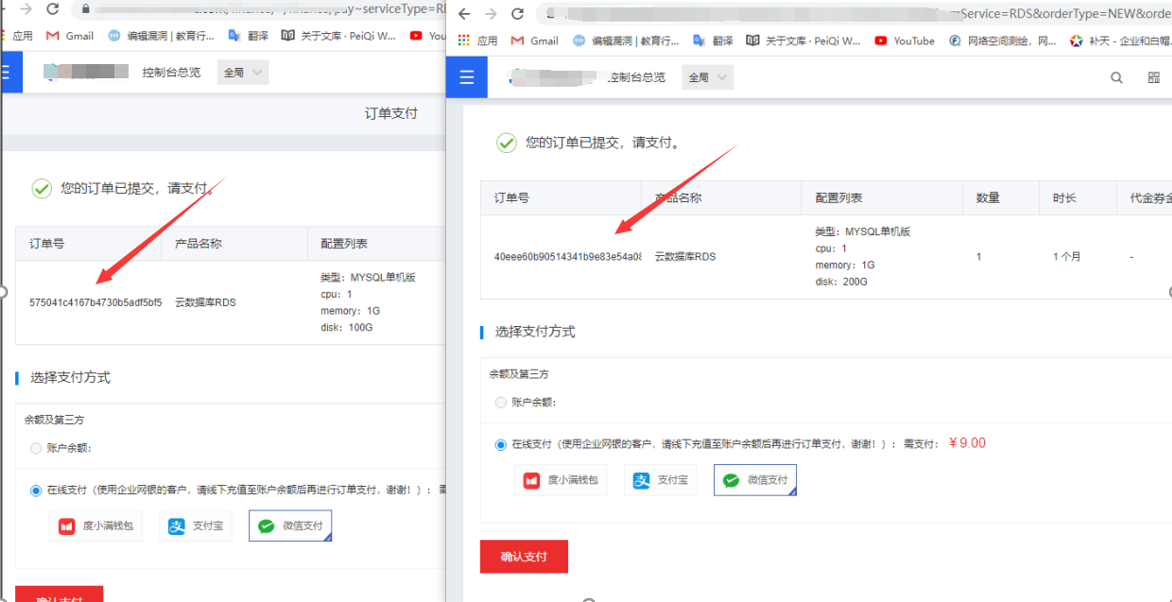 pay~serviceType=RD
应用 Gmail 编辑漏洞 | 教育行... 翻译 关于文库 · PeiQi W... You
控制台总览 全局
订单支付
您的订单已提交，请支付。
订单号 产品名称 配置列表
575041c4167b4730b5adf5bf5 云数据库RDS
类型：MYSQL单机版
cpu：1
memory：1G
disk：100G
选择支付方式
余额及第三方
账户余额：
在线支付（使用企业网银的客户，请线下充值至账户余额后再进行订单支付，谢谢！）：
度小满钱包 支付宝 微信支付
确认支付
mService=RDS&orderType=NEW&orde
应用 Gmail 编辑漏洞 | 教育行... 翻译 关于文库 · PeiQi W... YouTube 网络空间测绘，网... 补天 - 企业和白帽
控制台总览 全局
您的订单已提交，请支付。
订单号 产品名称 配置列表 数量 时长 代金券金
40eee60b90514341b9e83e54a08 云数据库RDS
类型：MYSQL单机版
cpu：1
memory：1G
disk：200G
1 1个月 -
选择支付方式
余额及第三方
账户余额：
在线支付（使用企业网银的客户，请线下充值至账户余额后再进行订单支付，谢谢！）： 需支付： ￥9.00
度小满钱包 支付宝 微信支付
确认支付